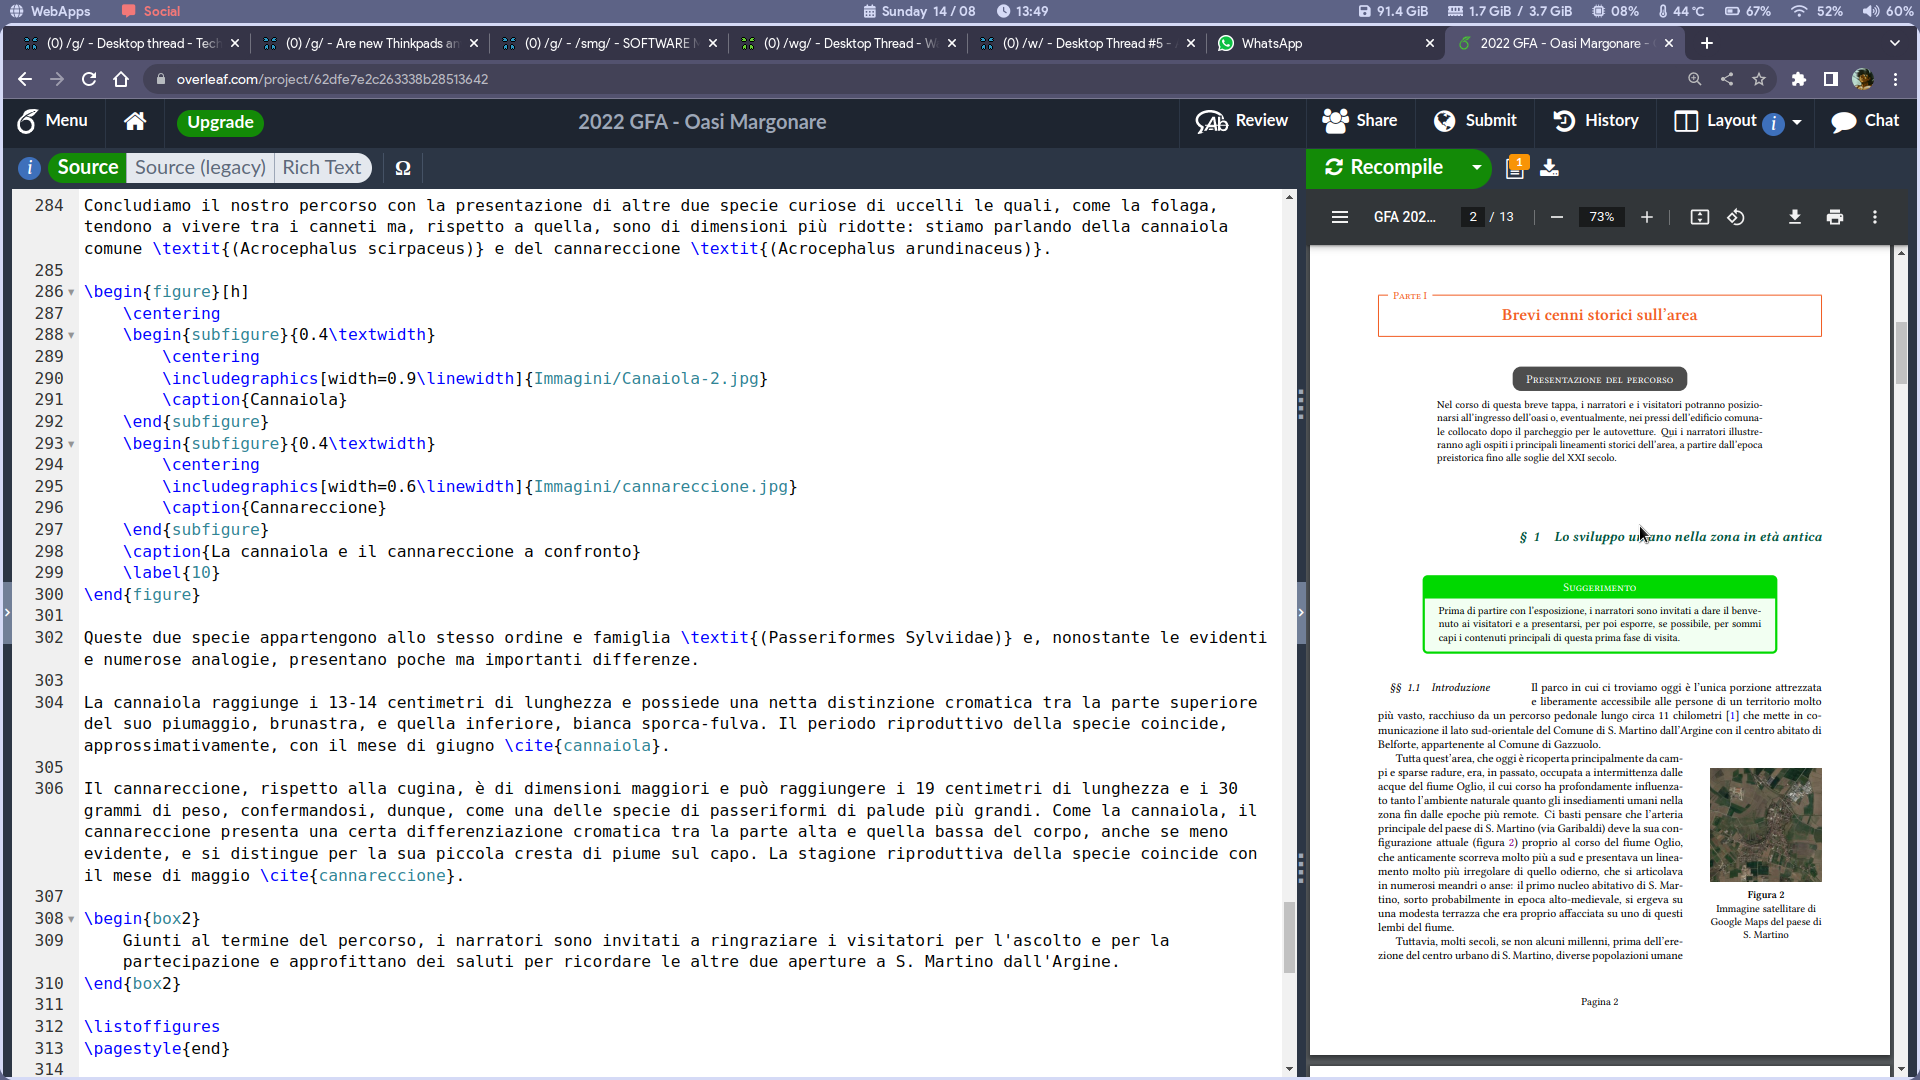 WebApps Social Sunday 14 / 08 13:49 91.4 GiB 1.7 GiB / 3.7 GiB 08% 44℃ 67% 52% 60%
(0) /g/ - Desktop thread - Tec (0) /g/ - Are new Thinkpads an (0) /g/ - /smg/ - SOFTWARE (0) /wg/ - Desktop Thread - W (0) /w/ - Desktop Thread #5 - WhatsApp 2022 GFA - Oasi Margonare -
overleaf.com/project/62dfe7e2c263338b28513642
Menu Upgrade 2022 GFA - Oasi Margonare Review Share Submit History Layout i Chat
i Source Source (legacy) Rich Text Ω Recompile 1
284 Concludiamo il nostro percorso con la presentazione di altre due specie curiose di uccelli le quali, come la folaga,
tendono a vivere tra i canneti ma, rispetto a quella, sono di dimensioni più ridotte: stiamo parlando della cannaiola
comune \textit{(Acrocephalus scirpaceus)} e del cannareccione \textit{(Acrocephalus arundinaceus)}.
285
286 \begin{figure}[h]
287 \centering
288 \begin{subfigure}{0.4\textwidth}
289 \centering
290 \includegraphics[width=0.9\linewidth]{Immagini/Canaiola-2.jpg}
291 \caption{Cannaiola}
292 \end{subfigure}
293 \begin{subfigure}{0.4\textwidth}
294 \centering
295 \includegraphics[width=0.6\linewidth]{Immagini/cannareccione.jpg}
296 \caption{Cannareccione}
297 \end{subfigure}
298 \caption{La cannaiola e il cannareccione a confronto}
299 \label{10}
300 \end{figure}
301
302 Queste due specie appartengono allo stesso ordine e famiglia \textit{(Passeriformes Sylviidae)} e, nonostante le evidenti
e numerose analogie, presentano poche ma importanti differenze.
303
304 La cannaiola raggiunge i 13-14 centimetri di lunghezza e possiede una netta distinzione cromatica tra la parte superiore
del suo piumaggio, brunastra, e quella inferiore, bianca sporca-fulva. Il periodo riproduttivo della specie coincide,
approssimativamente, con il mese di giugno \cite{cannaiola}.
305
306 Il cannareccione, rispetto alla cugina, è di dimensioni maggiori e può raggiungere i 19 centimetri di lunghezza e i 30
grammi di peso, confermandosi, dunque, come una delle specie di passeriformi di palude più grandi. Come la cannaiola, il
cannareccione presenta una certa differenziazione cromatica tra la parte alta e quella bassa del corpo, anche se meno
evidente, e si distingue per la sua piccola cresta di piume sul capo. La stagione riproduttiva della specie coincide con
il mese di maggio \cite{cannareccione}.
307
308 \begin{box2}
309 Giunti al termine del percorso, i narratori sono invitati a ringraziare i visitatori per l'ascolto e per la
partecipazione e approfittano dei saluti per ricordare le altre due aperture a S. Martino dall'Argine.
310 \end{box2}
311
312 \listoffigures
313 \pagestyle{end}
314
GFA 202... 2 / 13 73%
Parte I
Brevi cenni storici sull'area
Presentazione del percorso
Nel corso di questa breve tappa, i narratori e i visitatori potranno posizio-
narsi all'ingresso dell'oasi o, eventualmente, nei pressi dell'edificio comuna-
le collocato dopo il parcheggio per le autovetture. Qui i narratori illustre-
ranno agli ospiti i principali lineamenti storici dell'area, a partire dall'epoca
preistorica fino alle soglie del XXI secolo.
§ 1 Lo sviluppo urbano nella zona in età antica
Suggerimento
Prima di partire con l'esposizione, i narratori sono invitati a dare il benve-
nuto ai visitatori e a presentarsi, per poi esporre, se possibile, per sommi
capi i contenuti principali di questa prima fase di visita.
§§ 1.1 Introduzione Il parco in cui ci troviamo oggi è l'unica porzione attrezzata
e liberamente accessibile alle persone di un territorio molto
più vasto, racchiuso da un percorso pedonale lungo circa 11 chilometri [1] che mette in co-
municazione il lato sud-orientale del Comune di S. Martino dall'Argine con il centro abitato di
Belforte, appartenente al Comune di Gazzuolo.
Tutta quest'area, che oggi è ricoperta principalmente da cam-
pi e sparse radure, era, in passato, occupata a intermittenza dalle
acque del fiume Oglio, il cui corso ha profondamente influenza-
to tanto l'ambiente naturale quanto gli insediamenti umani nella
zona fin dalle epoche più remote. Ci basti pensare che l'arteria
principale del paese di S. Martino (via Garibaldi) deve la sua con-
figurazione attuale (figura 2) proprio al corso del fiume Oglio,
che anticamente scorreva molto più a sud e presentava un linea-
mento molto più irregolare di quello odierno, che si articolava
in numerosi meandri o anse: il primo nucleo abitativo di S. Mar-
tino, sorto probabilmente in epoca alto-medievale, si ergeva su
una modesta terrazza che era proprio affacciata su uno di questi
lembi del fiume.
Tuttavia, molti secoli, se non alcuni millenni, prima dell'ere-
zione del centro urbano di S. Martino, diverse popolazioni umane
Figura 2
Immagine satellitare di
Google Maps del paese di
S. Martino
Pagina 2